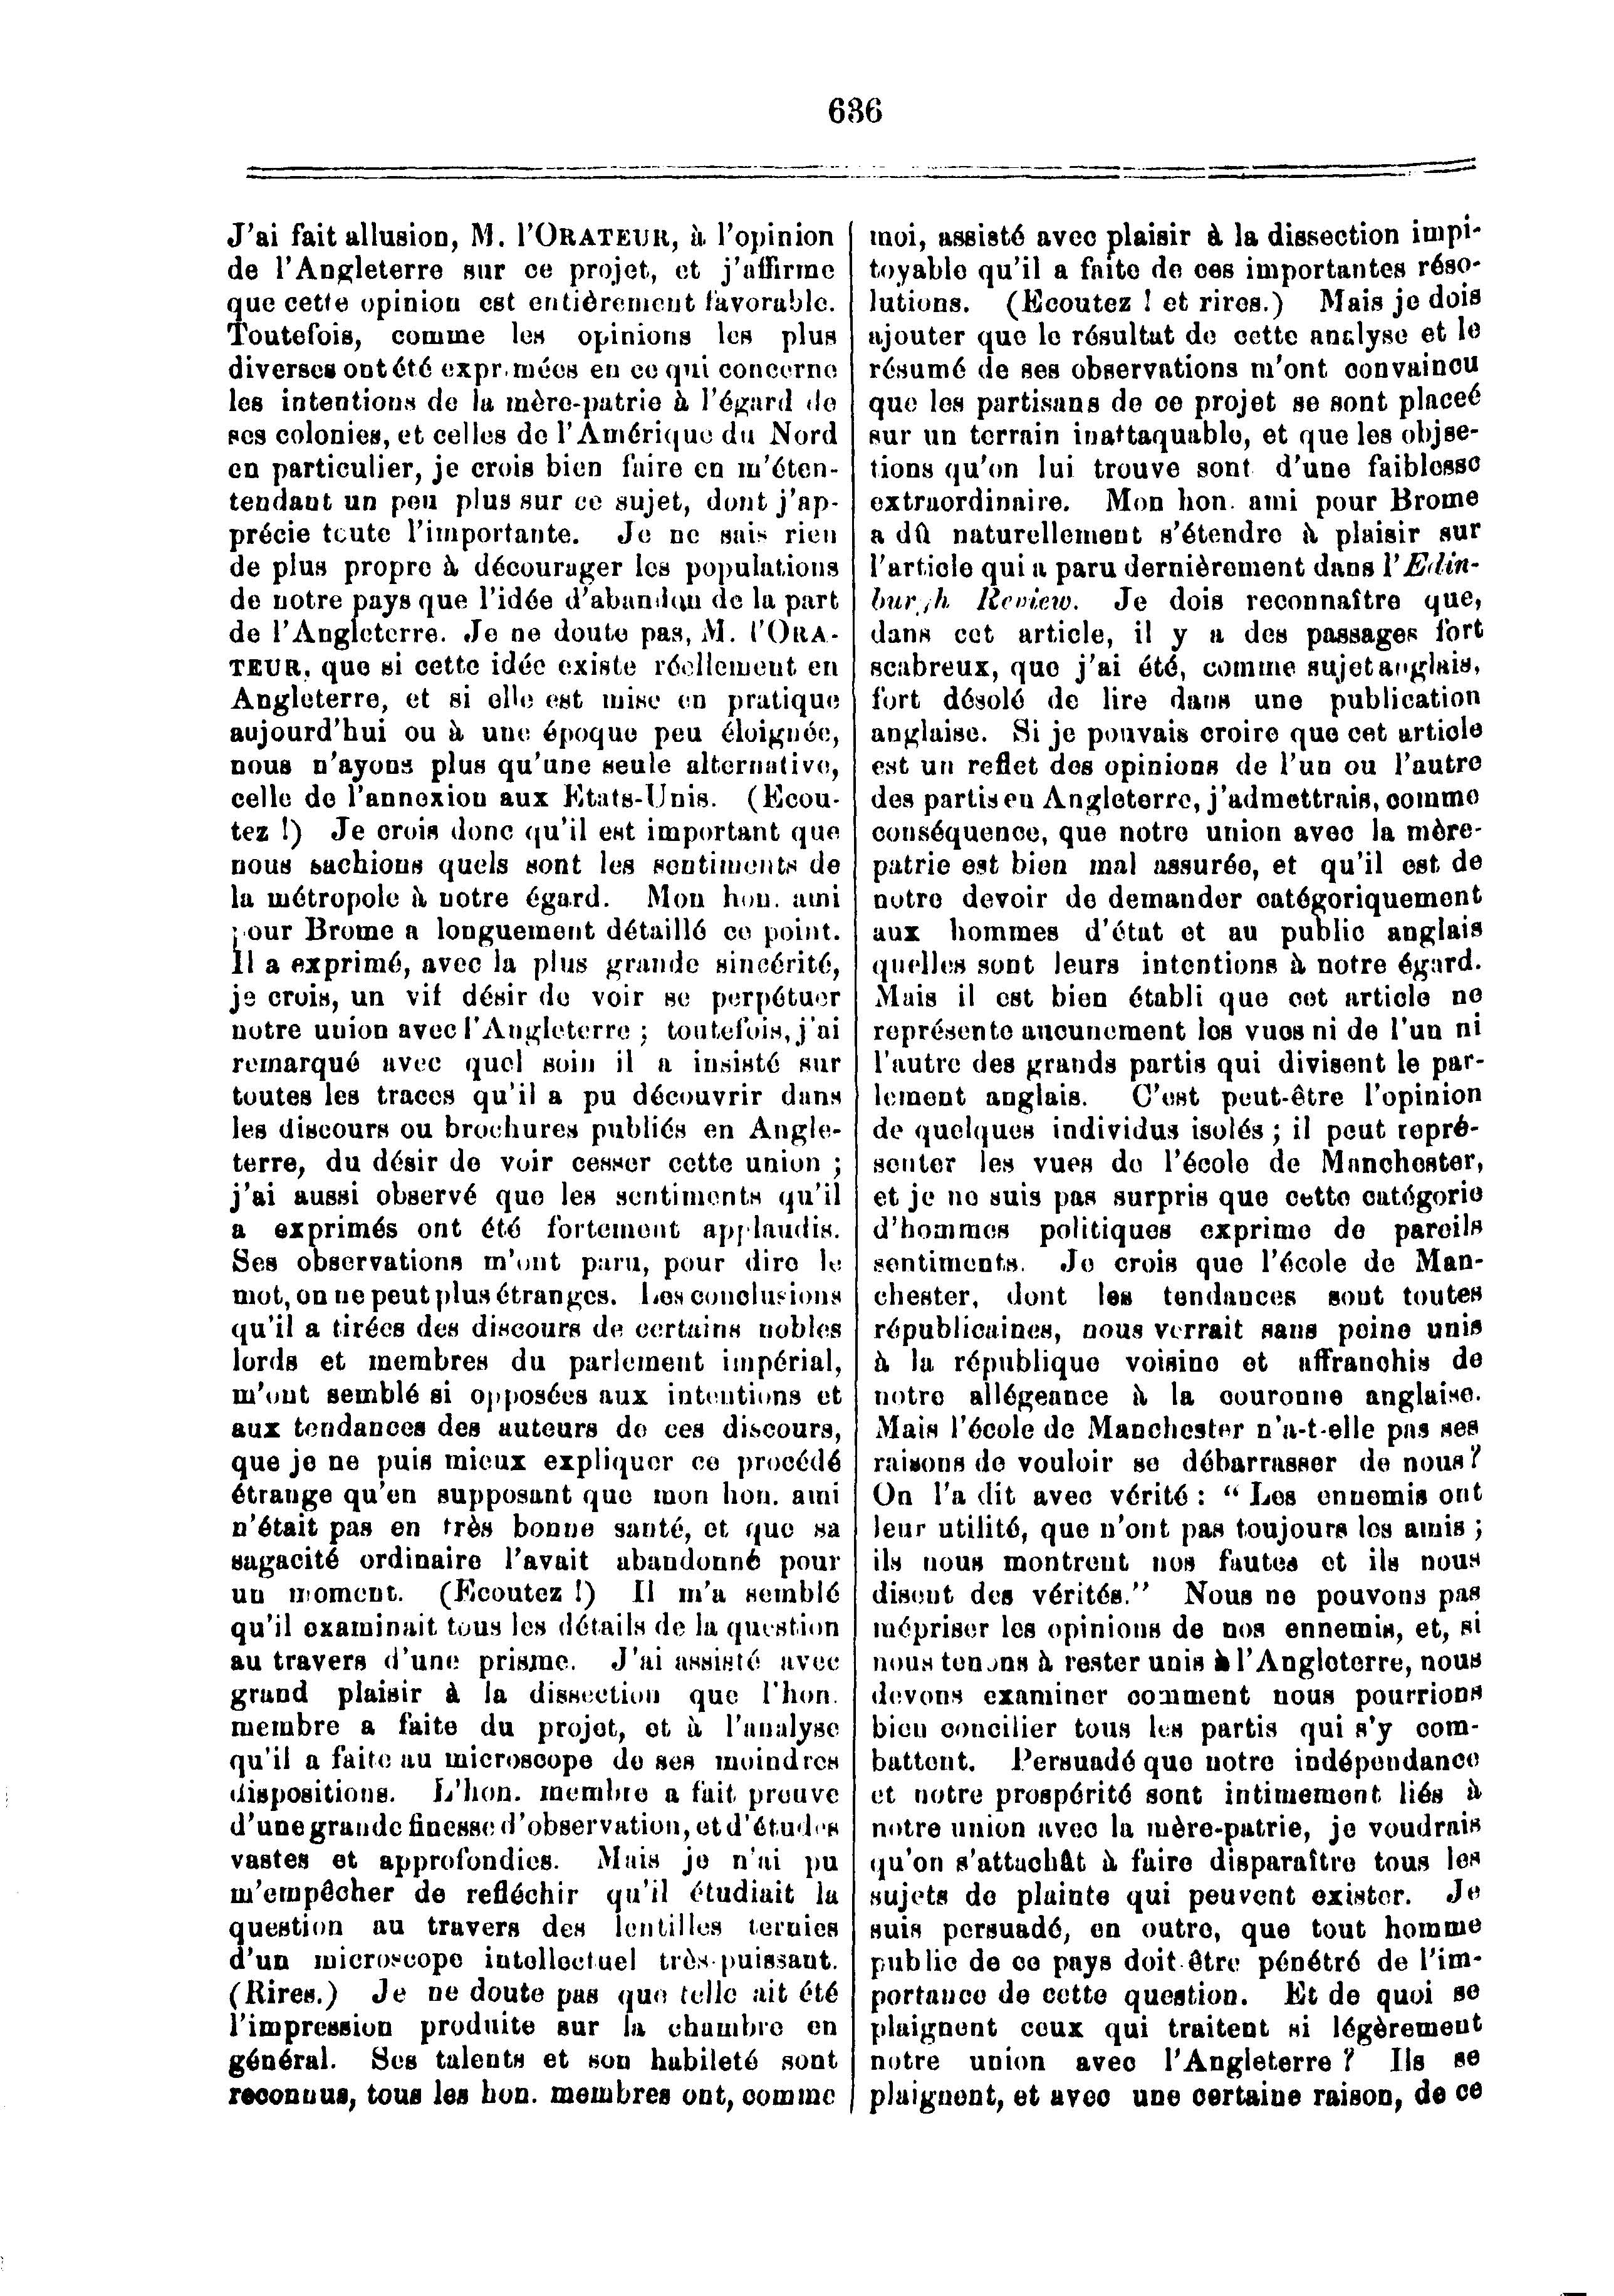 636
J'ai fait allusion, M. l'ORATEUR, à l'opinion
de l'Angleterre sur ce projet, et j'affirme
que cette opinion est entièrement favorable.
Toutefois, comme les opinions les plus
diverses ont été exprimées en ce qui concerne
les intentions de la mère-patrie à l'égard de
ses colonies, et celles de l'Amérique du Nord
en particulier, je crois bien faire en m'éten-
tendant un peu plus sur ce sujet, dont j'ap-
précie toute l'importante. Je ne sais rien
de plus propre à décourager les populations
de notre pays que l'idée d'abandon de la part
de l'Angleterre. Je ne doute pas, M. l'ORA-
TEUR, que si cette idée existe réellement en
Angleterre, et si elle est mise en pratique
aujourd'hui ou à une époque peu éloignée,
nous n'ayons plus qu'une seule alternative,
celle de l'annexion aux Etats-Unis. (Ecou-
tez !) Je crois donc qu'il est important que
nous sachions quels sont les sentiments de
la métropole à notre égard. Mon hon. ami
pour Brome a longuement détaillé ce point.
Il a exprimé, avec la plus grande sincérité,
je crois, un vif désir de voir se perpétuer
notre union avec l'Angleterre ; toutefois, j'ai
remarqué avec quel soin il a insisté sur
toutes les traces qu'il a pu découvrir dans
les discours ou brochures publiés en Angle-
terre, du désir de voir cesser cette union ;
j'ai aussi observé que les sentiments qu'il
a exprimés ont été fortement applaudis.
Ses observations m'ont paru, pour dire le
mot, on ne peut plus étranges. Les conclusions
qu'il a tirées des discours de certains nobles
lords et membres du parlement impérial,
m'ont semblé si opposées aux intentions et
aux tendances des auteurs de ces discours,
que je ne puis mieux expliquer ce procédé
étrange qu'en supposant que mon hon. ami
n'était pas en très bonne santé, et que sa
sagacité ordinaire l'avait abandonné pour
un moment. (Ecoutez !) Il m'a semblé
qu'il examinait tous les détails de la question
au travers d'une prisme. J'ai assisté avec
grand plaisir à la dissection que l'hon.
membre a faite du projet, et à l'analyse
qu'il a faite au microscope de ses moindres
dispositions. L'hon. membre a fait preuve
d'une grande finesse d'observation, et d'études
vastes et approfondies. Mais je n'ai pu
m'empêcher de refléchir qu'il étudiait la
question au travers des lentilles ternies
d'un microscope intellectuel très-puissant.
(Rires.) Je ne doute pas que telle ait été
l'impression produite sur la chambre en
général. Ses talents et son habileté sont
reconnus, tous les hon. membres ont, comme
moi, assisté avec plaisir à la dissection impi-
toyable qu'il a faite de ces importantes réso-
lutions. (Ecoutez ! et rires.) Mais je dois
ajouter que le résultat de cette analyse et le
résumé de ses observations m'ont convaincu
que les partisans de ce projet se sont placeé
sur un terrain inattaquable, et que les objse-
tions qu'on lui trouve sont d'une faiblesse
extraordinaire. Mon hon. ami pour Brome
a dû naturellement s'étendre à plaisir sur
l'article qui a paru dernièrement dans l'Edin-
burgh Review. Je dois reconnaître que,
dans cet article, il y a des passages fort
scabreux, que j'ai été, comme sujet anglais,
fort désolé de lire dans une publication
anglaise. Si je pouvais croire que cet article
est un reflet des opinions de l'un ou l'autre
des partis en Angleterre, j'admettrais, comme
conséquence, que notre union avec la mère-
patrie est bien mal assurée, et qu'il est de
notre devoir de demander catégoriquement
aux hommes d'état et au public anglais
quelles sont leurs intentions à notre égard.
Mais il est bien établi que cet article ne
représente aucunement les vues ni de l'un ni
l'autre des grands partis qui divisent le par-
lement anglais. C'est peut-être l'opinion
de quelques individus isolés ; il peut repré-
senter les vues de l'école de Manchester,
et je ne suis pas surpris que cette catégorie
d'hommes politiques exprime de pareils
sentiments. Je crois que l'école de Man-
chester, dont les tendances sont toutes
républicaines, nous verrait sans peine unis
à la république voisine et affranchis de
notre allégeance à la couronne anglaise.
Mais l'école de Manchester n'a-t-elle pas ses
raisons de vouloir se débarrasser de nous ?
On l'a dit avec vérité : " Les ennemis ont
leur utilité, que n'ont pas toujours les amis ;
ils nous montrent nos fautes et ils nous
disent des vérités." Nous ne pouvons pas
mépriser les opinions de nos ennemis, et, si
nous tenons à rester unis à l'Angleterre, nous
devons examiner comment nous pourrions
bien concilier tous les partis qui s'y com-
battent. Persuadé que notre indépendance
et notre prospérité sont intimement liés à
notre union avec la mère-patrie, je voudrais
qu'on s'attachât à faire disparaître tous les
sujets de plainte qui peuvent exister. Je
suis persuadé, en outre, que tout homme
public de ce pays doit être pénétré de l'im-
portance de cette question. Et de quoi se
plaignent ceux qui traitent si légèrement
notre union avec l'Angleterre ? Ils se
plaignent, et avec une certaine raison, de ce